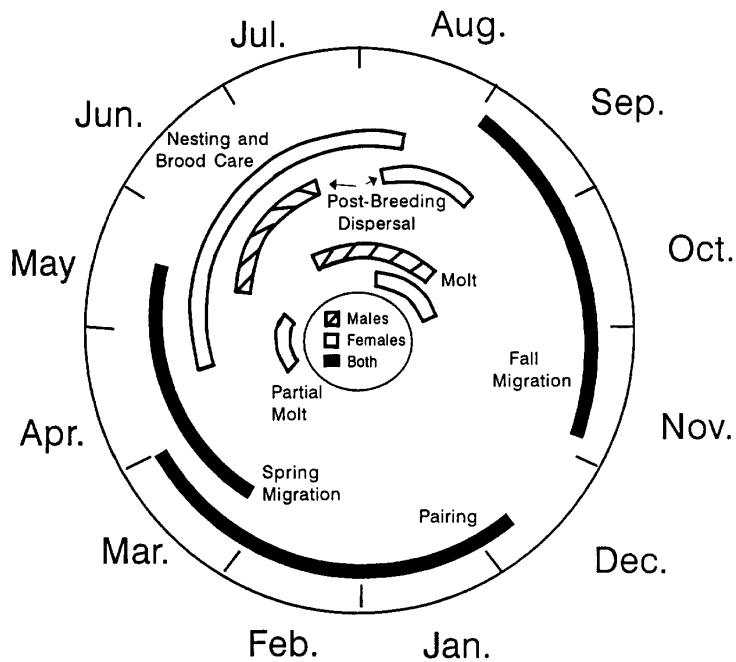 Jul.
Aug.
Jun.
Sep.
Nesting and
Brood Care
Post-Breeding
Dispersal
May
Oct.
Molt
Males
Females
Both
Fall
Migration
Partial
Molt
Apr.
Nov.
Spring
Migration
Pairing
Mar.
Dec.
Feb.
Jan.